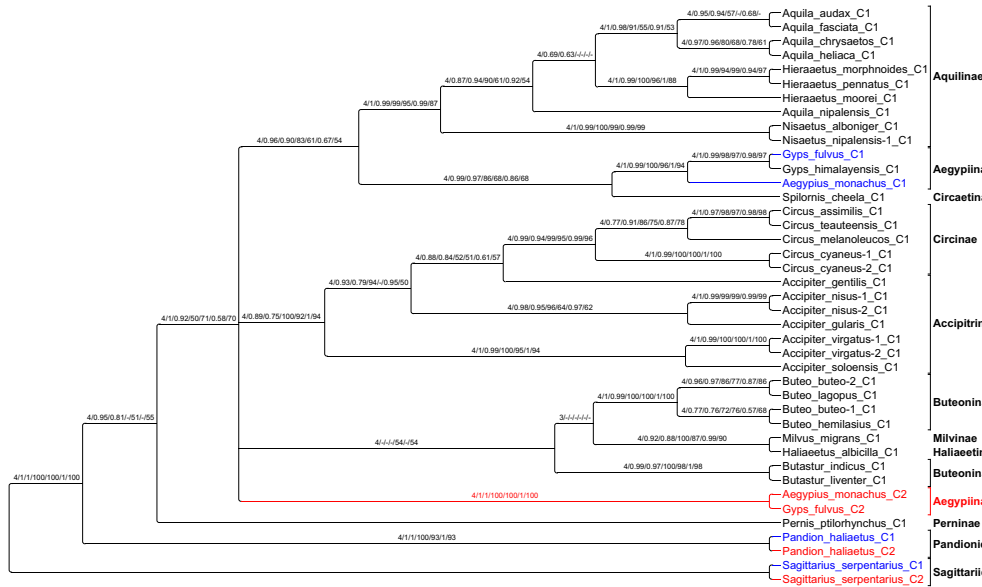 4/0.95/0.94/57/-/0.68/-
Aquila_audax_C1
Aquila_fasciata_C1
4/1/0.98/91/55/0.91/53
4/0.97/0.96/80/68/0.78/61
Aquila_chrysaetos_C1
Aquila_heliaca_C1
4/0.69/0.63/-/-/-/-
4/1/0.99/94/99/0.94/97
Hieraaetus_morphnoides_C1
Hieraaetus_pennatus_C1
4/1/0.99/100/96/1/88
Hieraaetus_moorei_C1
Aquilinae
4/0.87/0.94/90/61/0.92/54
Aquila_nipalensis_C1
4/1/0.99/99/95/0.99/87
4/1/0.99/100/99/0.99/99
Nisaetus_alboniger_C1
Nisaetus_nipalensis-1_C1
4/0.96/0.90/83/61/0.67/54
4/1/0.99/98/97/0.98/97
Gyps_fulvus_C1
Gyps_himalayensis_C1
4/1/0.99/100/96/1/94
Aegypius_monachus_C1
Aegypiina
4/0.99/0.97/86/68/0.86/68
Spilornis_cheela_C1
Circaetina
4/1/0.97/98/97/0.98/98
Circus_assimilis_C1
Circus_teauteensis_C1
4/0.77/0.91/86/75/0.87/78
Circus_melanoleucos_C1
Circinae
4/0.99/0.94/99/95/0.99/96
4/1/0.99/100/100/1/100
Circus_cyaneus-1_C1
Circus_cyaneus-2_C1
4/0.88/0.84/52/51/0.61/57
Accipiter_gentilis_C1
4/0.93/0.79/94/-/0.95/50
4/1/0.99/99/99/0.99/99
Accipiter_nisus-1_C1
Accipiter_nisus-2_C1
4/0.98/0.95/96/64/0.97/62
Accipiter_gularis_C1
Accipitrin
4/1/0.92/50/71/0.58/70
4/0.89/0.75/100/92/1/94
4/1/0.99/100/100/1/100
Accipiter_virgatus-1_C1
Accipiter_virgatus-2_C1
4/1/0.99/100/95/1/94
Accipiter_soloensis_C1
4/0.96/0.97/86/77/0.87/86
Buteo_buteo-2_C1
Buteo_lagopus_C1
4/1/0.99/100/100/1/100
4/0.77/0.76/72/76/0.57/68
Buteo_buteo-1_C1
Buteo_hemilasius_C1
Buteonin
4/0.95/0.81/-/51/-/55
3/-/-/-/-/-/-
4/0.92/0.88/100/87/0.99/90
Milvus_migrans_C1
Milvinae
Haliaeetus_albicilla_C1
Haliaeetin
4/-/-/-/54/-/54
4/0.99/0.97/100/98/1/98
Butastur_indicus_C1
Butastur_liventer_C1
Buteonin
4/1/1/100/100/1/100
4/1/1/100/100/1/100
Aegypius_monachus_C2
Gyps_fulvus_C2
Aegypiina
Pernis_ptilorhynchus_C1
Perninae
4/1/1/100/93/1/93
Pandion_haliaetus_C1
Pandion_haliaetus_C2
Pandionid
Sagittarius_serpentarius_C1
Sagittarius_serpentarius_C2
Sagittarii